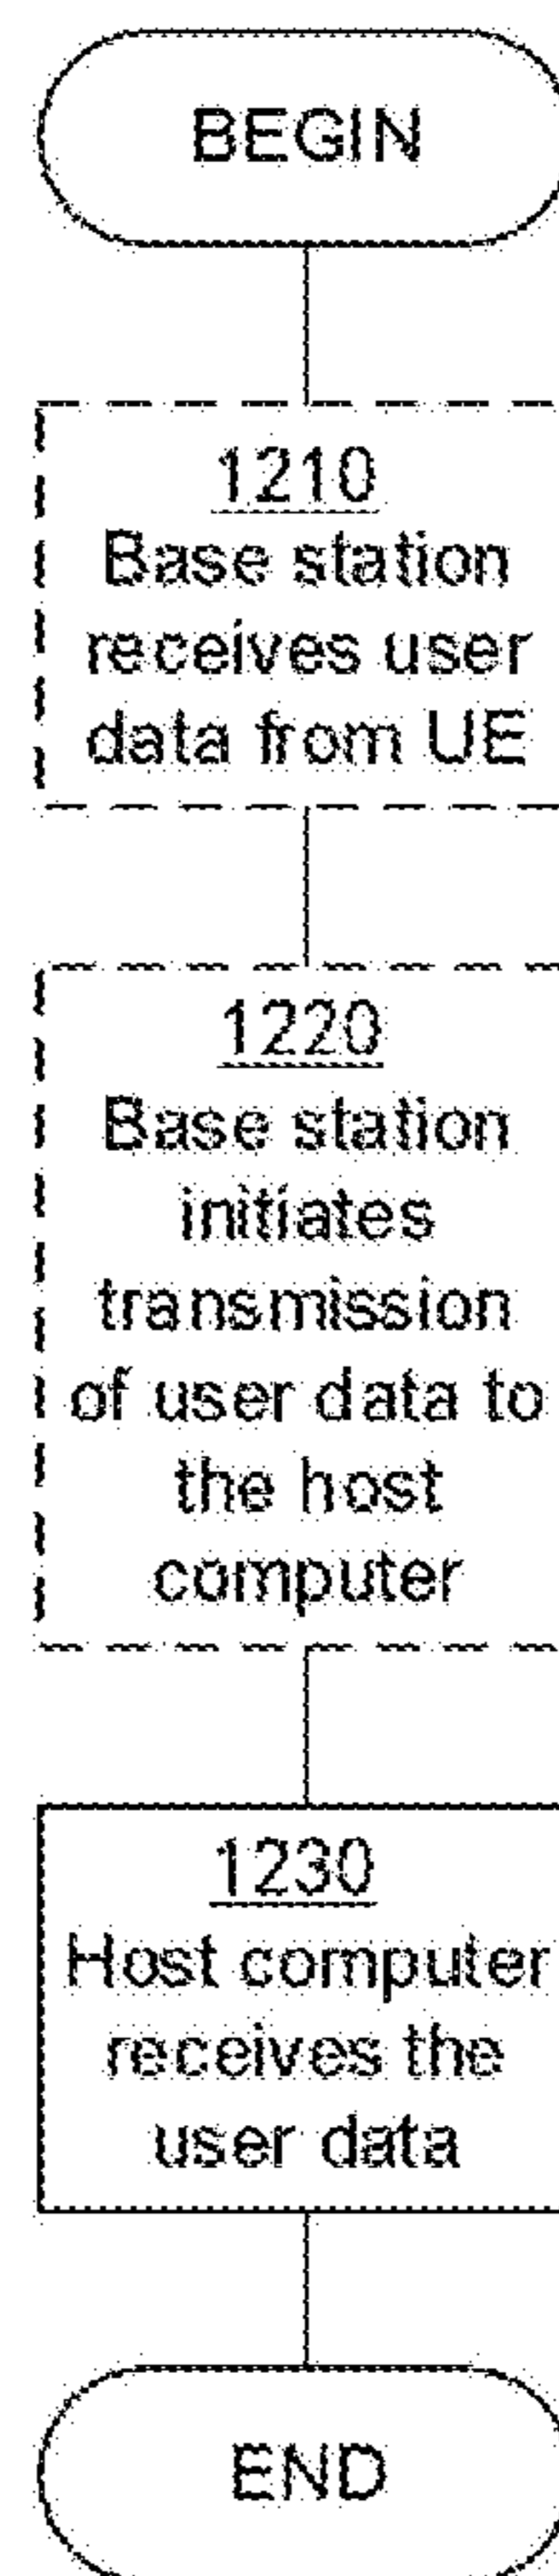 BEGIN
1210
Base station
receives user
data from UE
1220
Base station
initiates
transmission
of user data to
the host
computer
1230
Host computer
receives the
user data
END